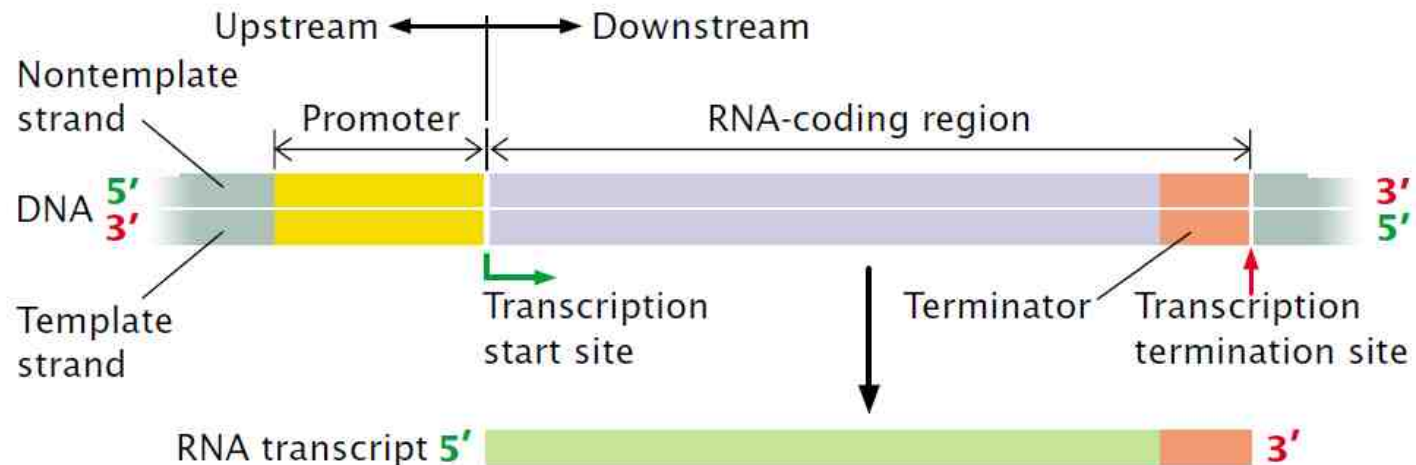 Upstream Downstream
Nontemplate
strand
Promoter RNA-coding region
DNA 5′ 3′
3′ 5′
Template
strand
Transcription
start site
Terminator
Transcription
termination site
RNA transcript 5′ 3′